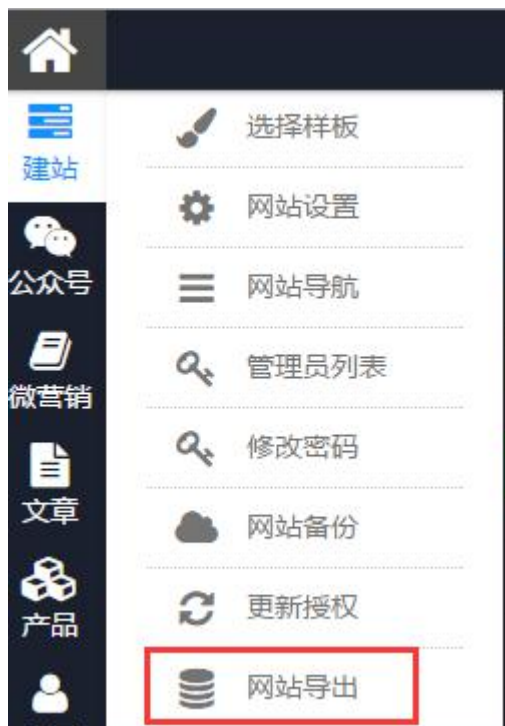 建站
公众号
微营销
文章
产品
选择样板
网站设置
网站导航
管理员列表
修改密码
网站备份
更新授权
网站导出